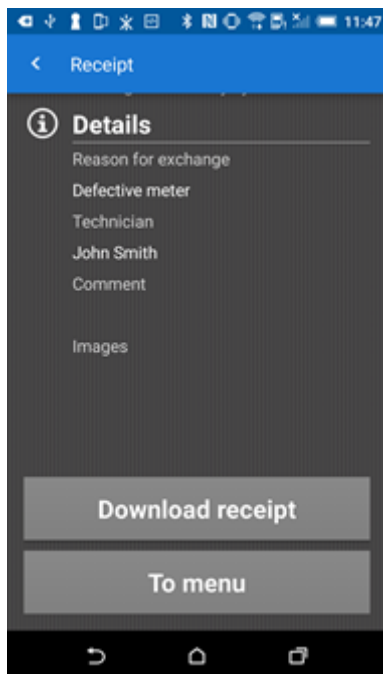 11:47
Receipt
Details
Reason for exchange
Defective meter
Technician
John Smith
Comment
Images
Download receipt
To menu